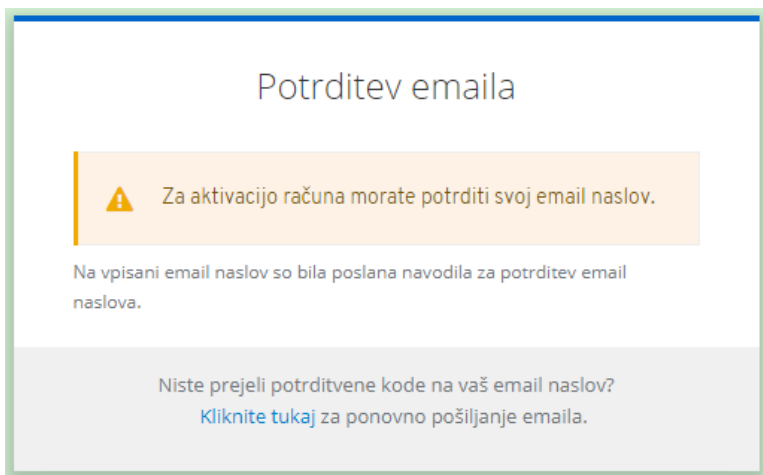 Potrditev emaila
Za aktivacijo računa morate potrditi svoj email naslov.
Na vpisani email naslov so bila poslana navodila za potrditev email
naslova.
Niste prejeli potrditvene kode na vaš email naslov?
Kliknite tukaj za ponovno pošiljanje emaila.